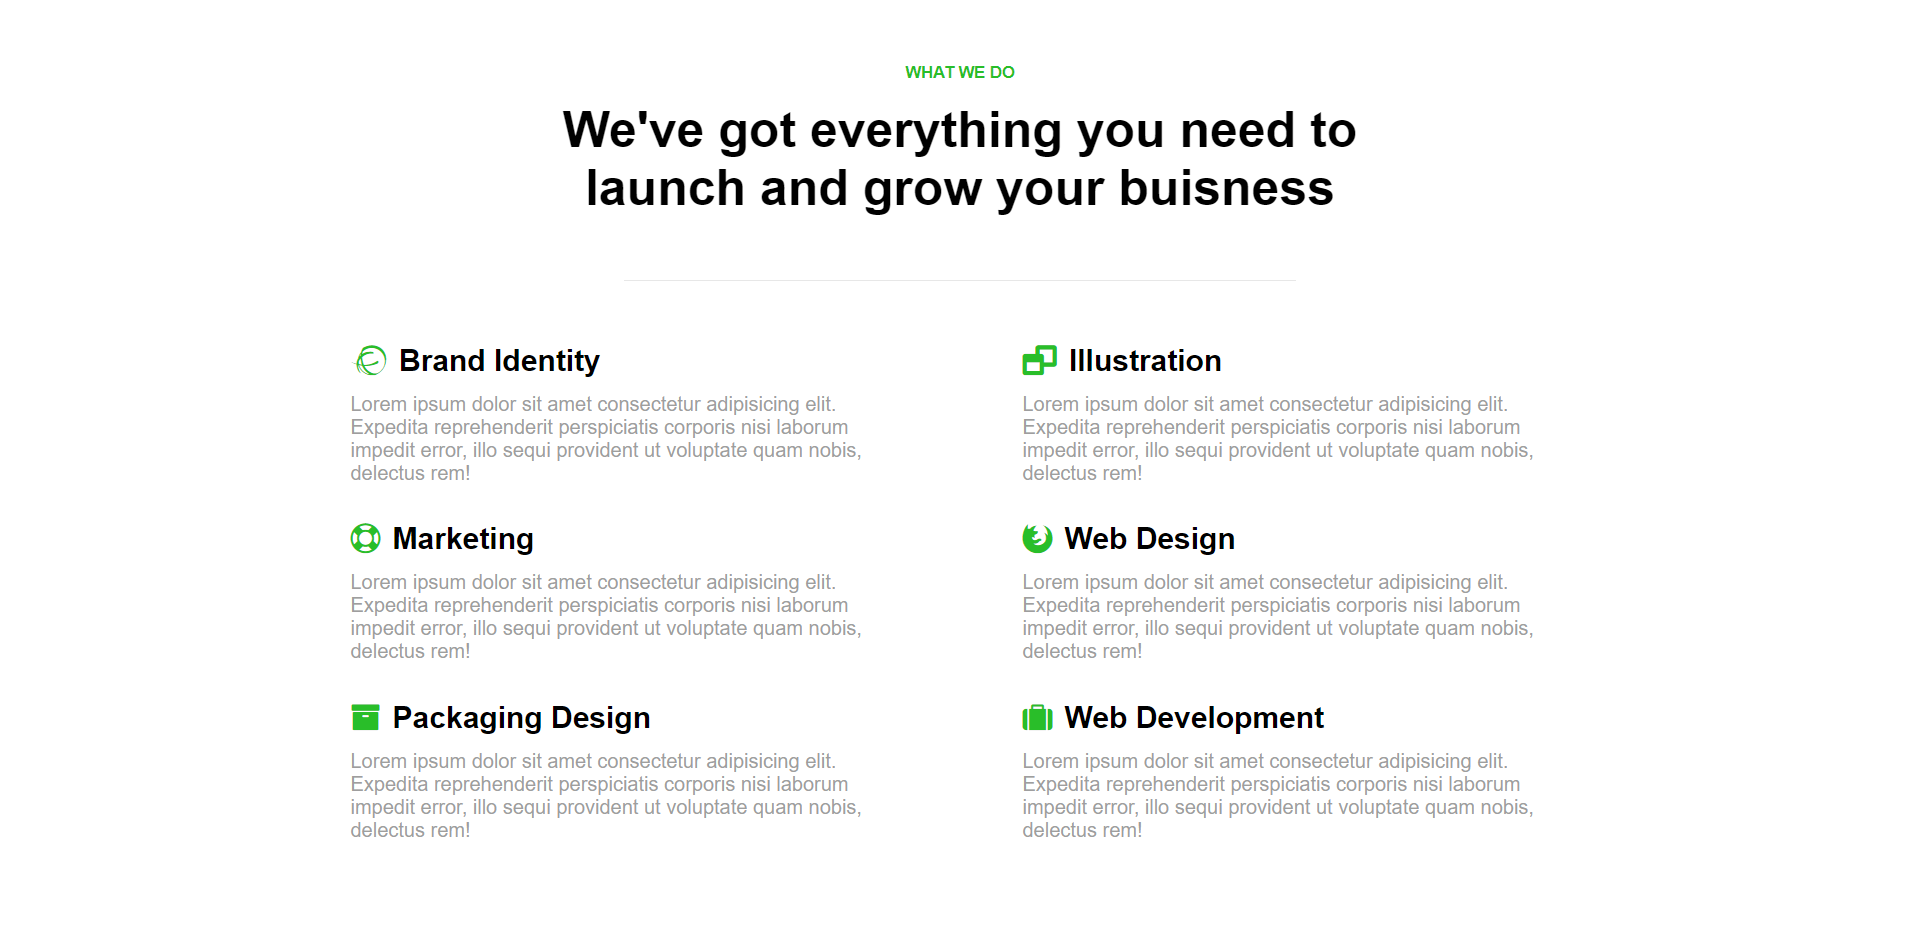 WHAT WE DO
We've got everything you need to
launch and grow your buisness
Brand Identity
Lorem ipsum dolor sit amet consectetur adipisicing elit.
Expedita reprehenderit perspiciatis corporis nisi laborum
impedit error, illo sequi provident ut voluptate quam nobis,
delectus rem!
Illustration
Lorem ipsum dolor sit amet consectetur adipisicing elit.
Expedita reprehenderit perspiciatis corporis nisi laborum
impedit error, illo sequi provident ut voluptate quam nobis,
delectus rem!
Marketing
Lorem ipsum dolor sit amet consectetur adipisicing elit.
Expedita reprehenderit perspiciatis corporis nisi laborum
impedit error, illo sequi provident ut voluptate quam nobis,
delectus rem!
Web Design
Lorem ipsum dolor sit amet consectetur adipisicing elit.
Expedita reprehenderit perspiciatis corporis nisi laborum
impedit error, illo sequi provident ut voluptate quam nobis,
delectus rem!
Packaging Design
Lorem ipsum dolor sit amet consectetur adipisicing elit.
Expedita reprehenderit perspiciatis corporis nisi laborum
impedit error, illo sequi provident ut voluptate quam nobis,
delectus rem!
Web Development
Lorem ipsum dolor sit amet consectetur adipisicing elit.
Expedita reprehenderit perspiciatis corporis nisi laborum
impedit error, illo sequi provident ut voluptate quam nobis,
delectus rem!